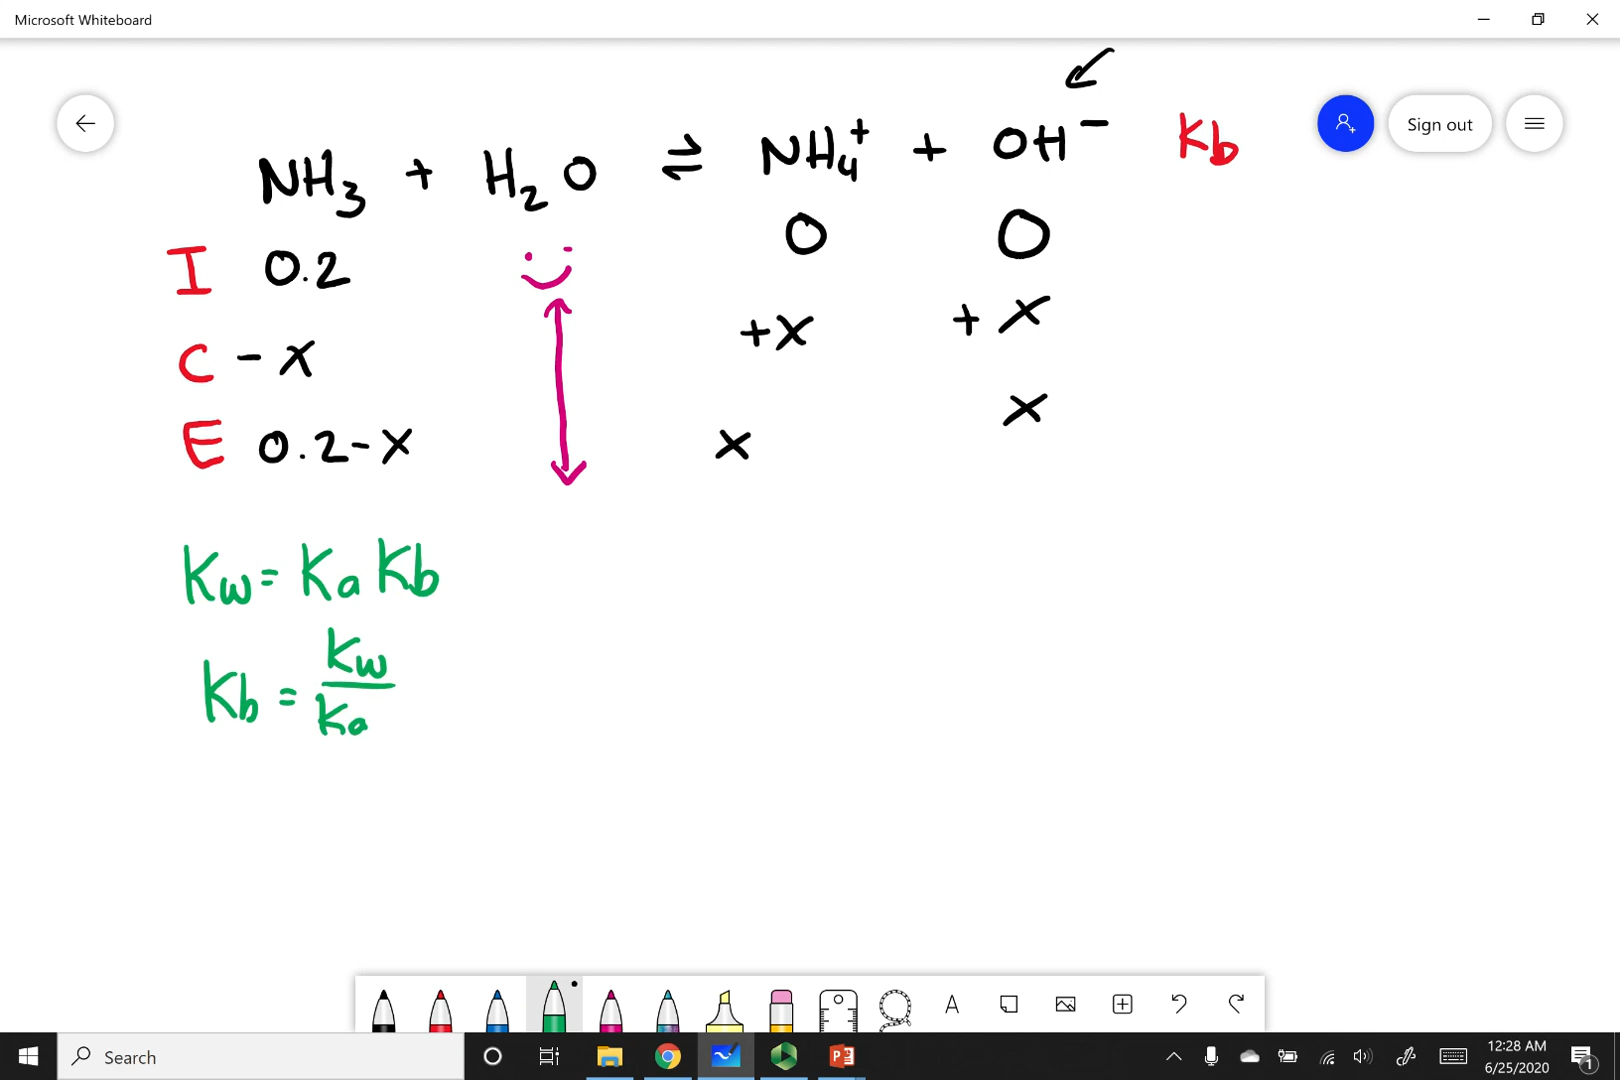 Microsoft Whiteboard
NH₃ + H₂O ⇌ NH₄⁺ + OH⁻ Kb
Sign out
I 0.2 0 0
C - x +x + x
E 0.2-x x x
Kw = Ka Kb
Kb = Kw/Ka
A
Search
12:28 AM
6/25/2020
1